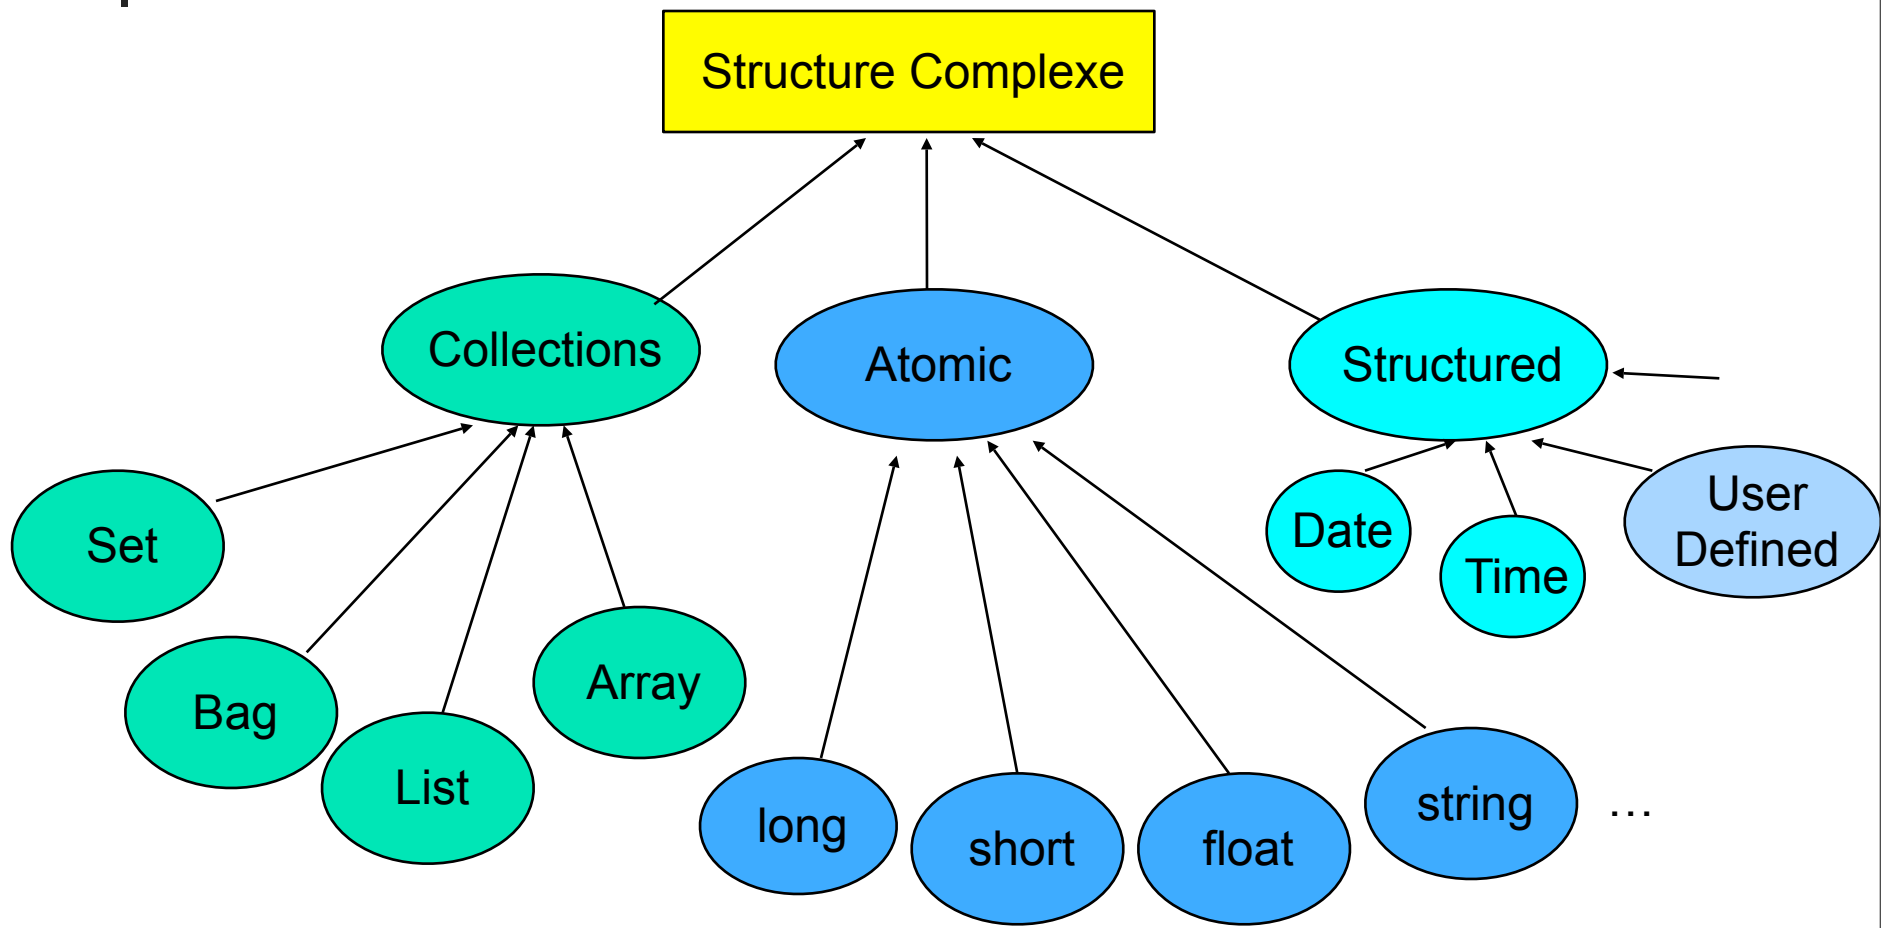 Structure Complexe
Collections
Atomic
Structured
Set
Bag
List
Array
long
short
float
string
...
Date
Time
User
Defined